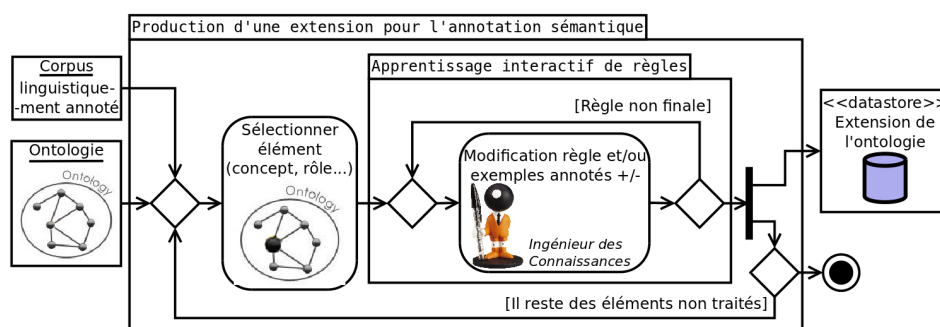 Production d'une extension pour l'annotation sémantique
Corpus
linguistique-
-ment annoté
Ontologie
Ontology
Sélectionner
élément
(concept, rôle...)
Ontology
Apprentissage interactif de règles
[Règle non finale]
Modification règle et/ou
exemples annotés +/-
Ingénieur des
Connaissances
<<datastore>>
Extension de
l'ontologie
[Il reste des éléments non traités]